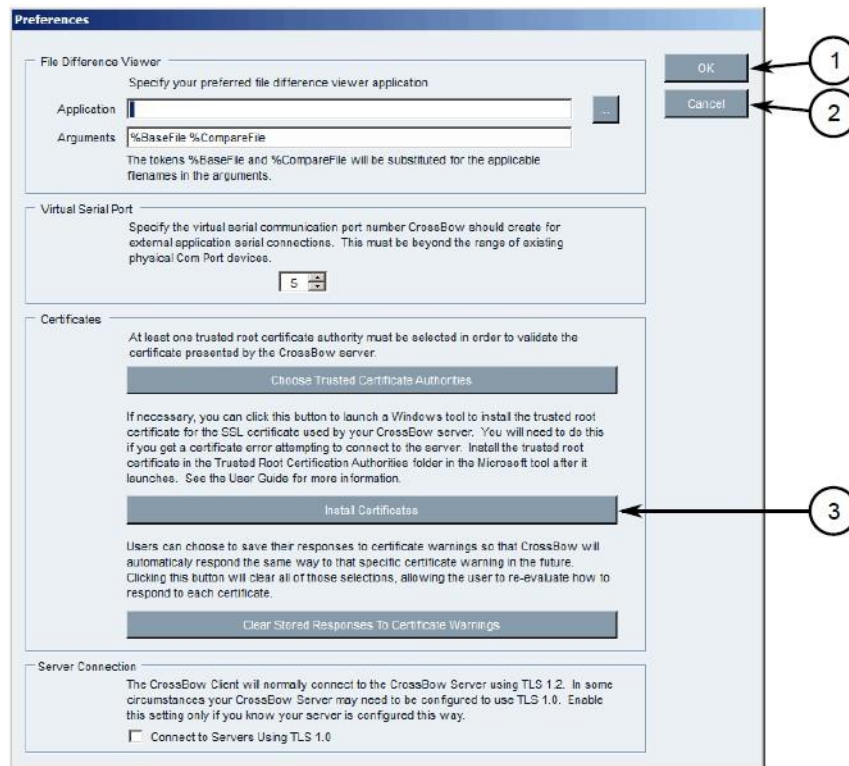 Preferences
File Difference Viewer
Specify your preferred file difference viewer application
Application
...
Arguments %BaseFile %CompareFile
The tokens %BaseFile and %CompareFile will be substituted for the applicable
filenames in the arguments.
OK
1
Cancel
2
Virtual Serial Port
Specify the virtual serial communication port number CrossBow should create for
external application serial connections. This must be beyond the range of existing
physical Com Port devices.
5
Certificates
At least one trusted root certificate authority must be selected in order to validate the
certificate presented by the CrossBow server.
Choose Trusted Certificate Authorities
If necessary, you can click this button to launch a Windows tool to install the trusted root
certificate for the SSL certificate used by your CrossBow server. You will need to do this
if you get a certificate error attempting to connect to the server. Install the trusted root
certificate in the Trusted Root Certification Authorities folder in the Microsoft tool after it
launches. See the User Guide for more information.
Install Certificates
3
Users can choose to save their responses to certificate warnings so that CrossBow will
automaticaly respond the same way to that specific certificate warning in the future.
Clicking this button will clear all of those selections, allowing the user to re-evaluate how to
respond to each certificate.
Clear Stored Responses To Certificate Warnings
Server Connection
The CrossBow Client will normally connect to the CrossBow Server using TLS 1.2. In some
circumstances your CrossBow Server may need to be configured to use TLS 1.0. Enable
this setting only if you know your server is configured this way.
Connect to Servers Using TLS 1.0